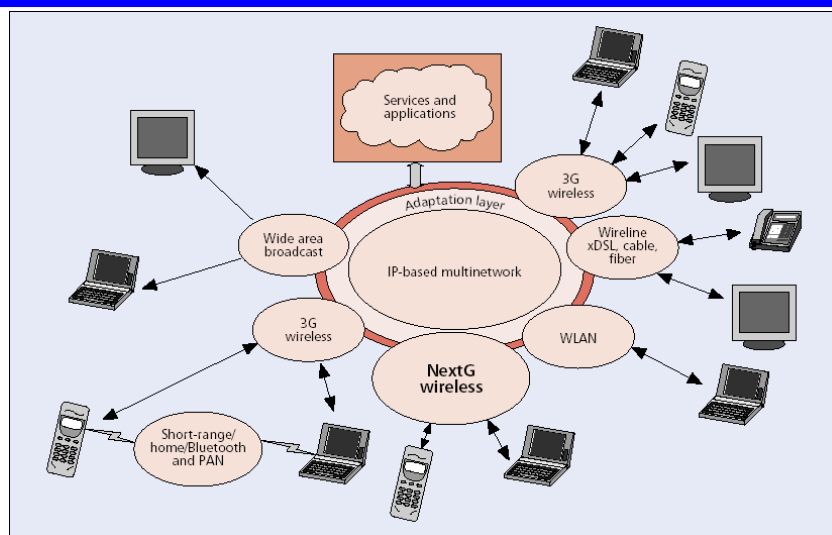 Services and
applications
3G
wireless
Adaptation layer
Wide area
broadcast
Wireline
xDSL, cable,
fiber
IP-based multinetwork
3G
wireless
WLAN
NextG
wireless
Short-range/
home/Bluetooth
and PAN